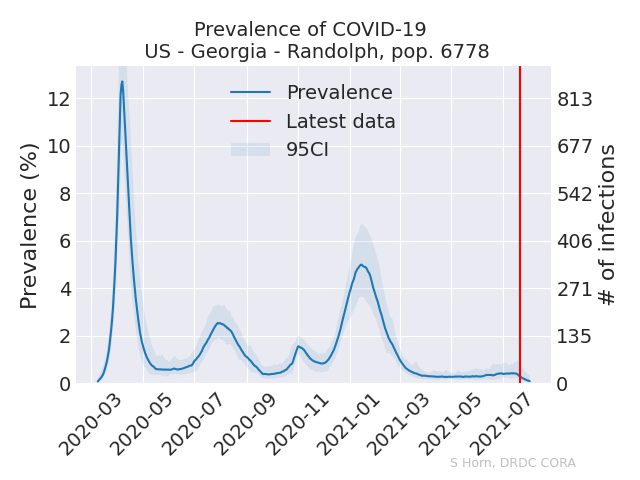 Prevalence of COVID-19
US - Georgia - Randolph, pop. 6778
Prevalence
Latest data
95CI
Prevalence (%)
12
10
8
6
4
2
0
813
677
542
406
271
135
0
# of infections
2020-03
2020-05
2020-07
2020-09
2020-11
2021-01
2021-03
2021-05
2021-07
S Horn, DRDC CORA